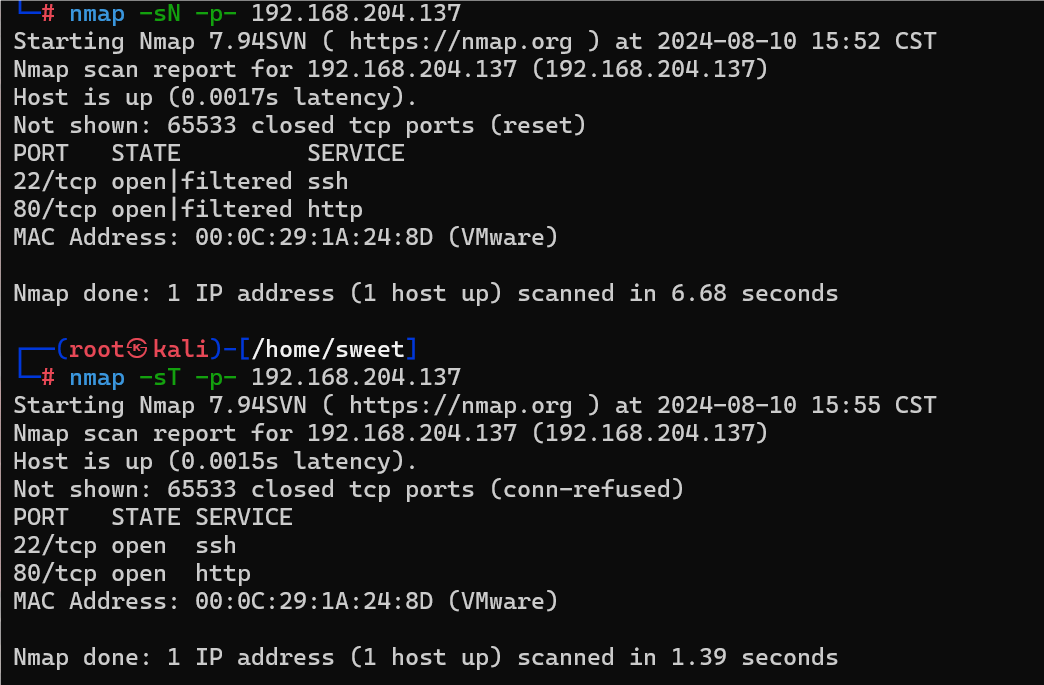 └─# nmap -sN -p- 192.168.204.137
Starting Nmap 7.94SVN ( https://nmap.org ) at 2024-08-10 15:52 CST
Nmap scan report for 192.168.204.137 (192.168.204.137)
Host is up (0.0017s latency).
Not shown: 65533 closed tcp ports (reset)
PORT   STATE         SERVICE
22/tcp open|filtered ssh
80/tcp open|filtered http
MAC Address: 00:0C:29:1A:24:8D (VMware)

Nmap done: 1 IP address (1 host up) scanned in 6.68 seconds

┌──(root㉿kali)-[/home/sweet]
└─# nmap -sT -p- 192.168.204.137
Starting Nmap 7.94SVN ( https://nmap.org ) at 2024-08-10 15:55 CST
Nmap scan report for 192.168.204.137 (192.168.204.137)
Host is up (0.0015s latency).
Not shown: 65533 closed tcp ports (conn-refused)
PORT   STATE SERVICE
22/tcp open  ssh
80/tcp open  http
MAC Address: 00:0C:29:1A:24:8D (VMware)

Nmap done: 1 IP address (1 host up) scanned in 1.39 seconds